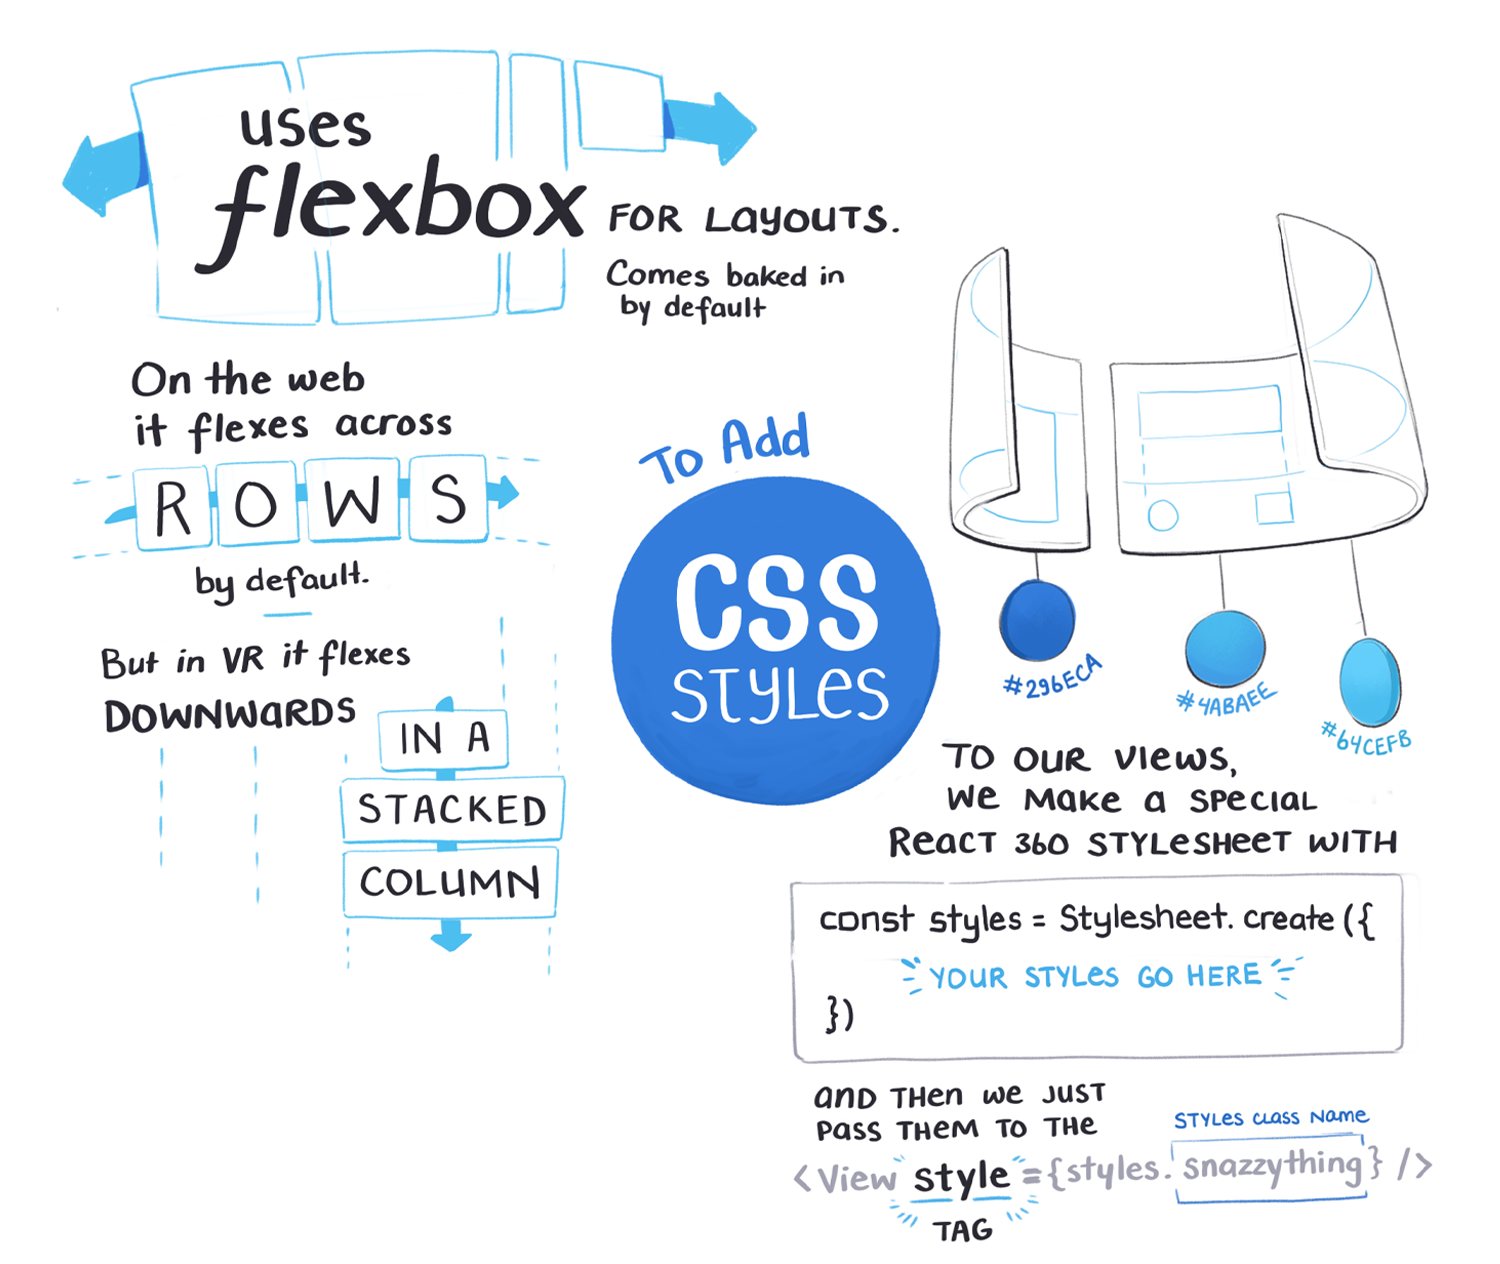 uses
flexbox FOR LAYOUTS.
Comes baked in
by default
On the web
it flexes across
ROWS
by default.
But in VR it flexes
DOWNWARDS
IN A
STACKED
COLUMN
To Add
CSS
STYLES
#296ECA
#4ABAEE
#64CEFB
TO OUR VIEWS,
WE MAKE A SPECIAL
REACT 360 STYLESHEET WITH
const styles = Stylesheet.create({
YOUR STYLES GO HERE
})
AND THEN WE JUST
PASS THEM TO THE
STYLES CLASS NAME
<View style={styles.snazzything} />
TAG